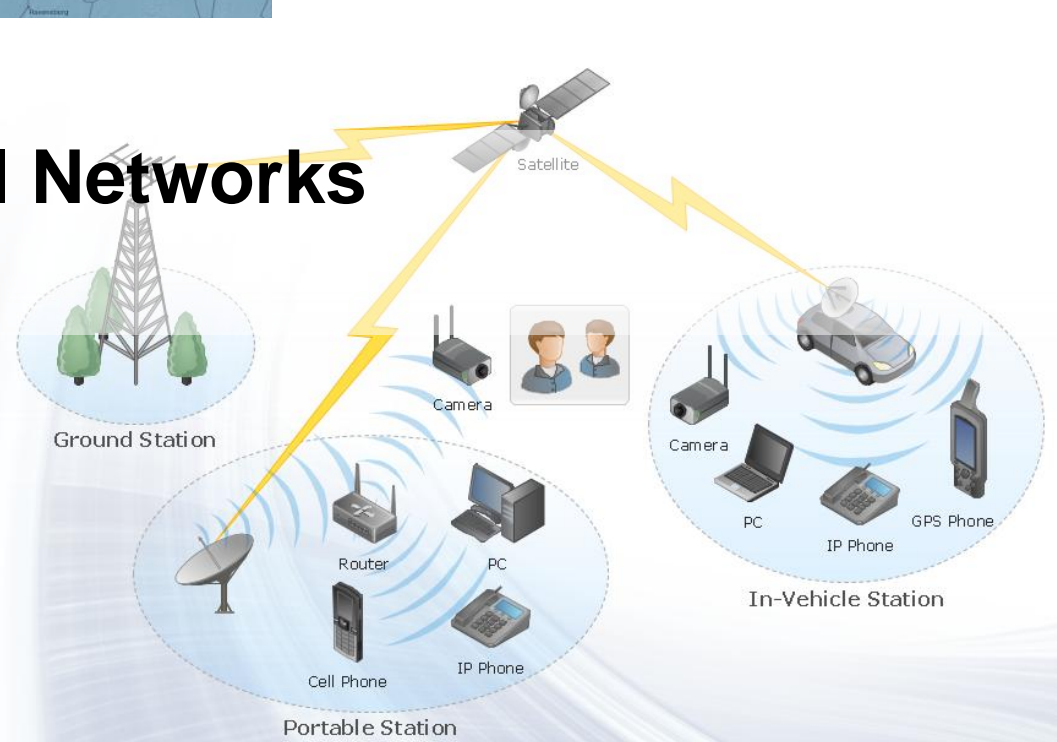 Ravensburg
Satellite
Networks
Camera
Ground Station
Camera
PC
IP Phone
GPS Phone
In-Vehicle Station
Router
PC
Cell Phone
IP Phone
Portable Station